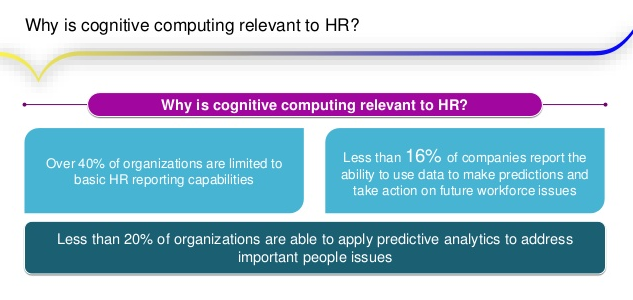 Why is cognitive computing relevant to HR?
Why is cognitive computing relevant to HR?
Over 40% of organizations are limited to
basic HR reporting capabilities
Less than 16% of companies report the
ability to use data to make predictions and
take action on future workforce issues
Less than 20% of organizations are able to apply predictive analytics to address
important people issues